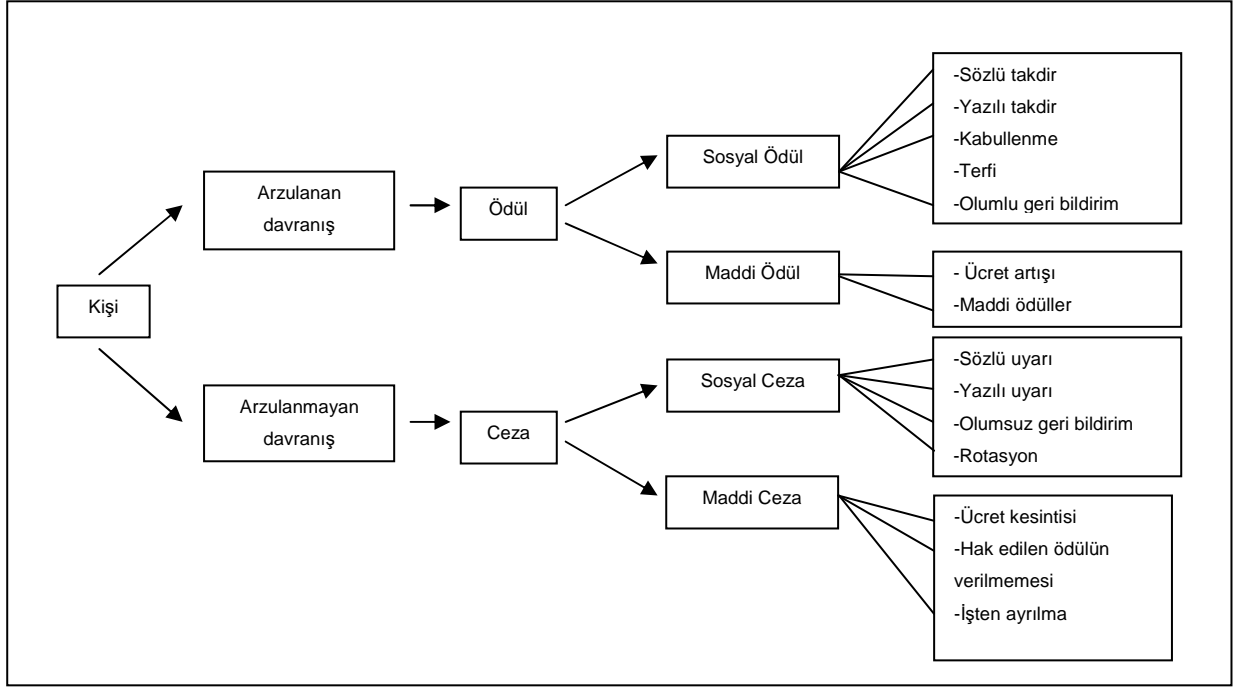 Kişi
Arzulanan
davranış
Ödül
Sosyal Ödül
-Sözlü takdir
-Yazılı takdir
-Kabullenme
-Terfi
-Olumlu geri bildirim
Maddi Ödül
- Ücret artışı
-Maddi ödüller
Arzulanmayan
davranış
Ceza
Sosyal Ceza
-Sözlü uyarı
-Yazılı uyarı
-Olumsuz geri bildirim
-Rotasyon
Maddi Ceza
-Ücret kesintisi
-Hak edilen ödülün
verilmemesi
-İşten ayrılma